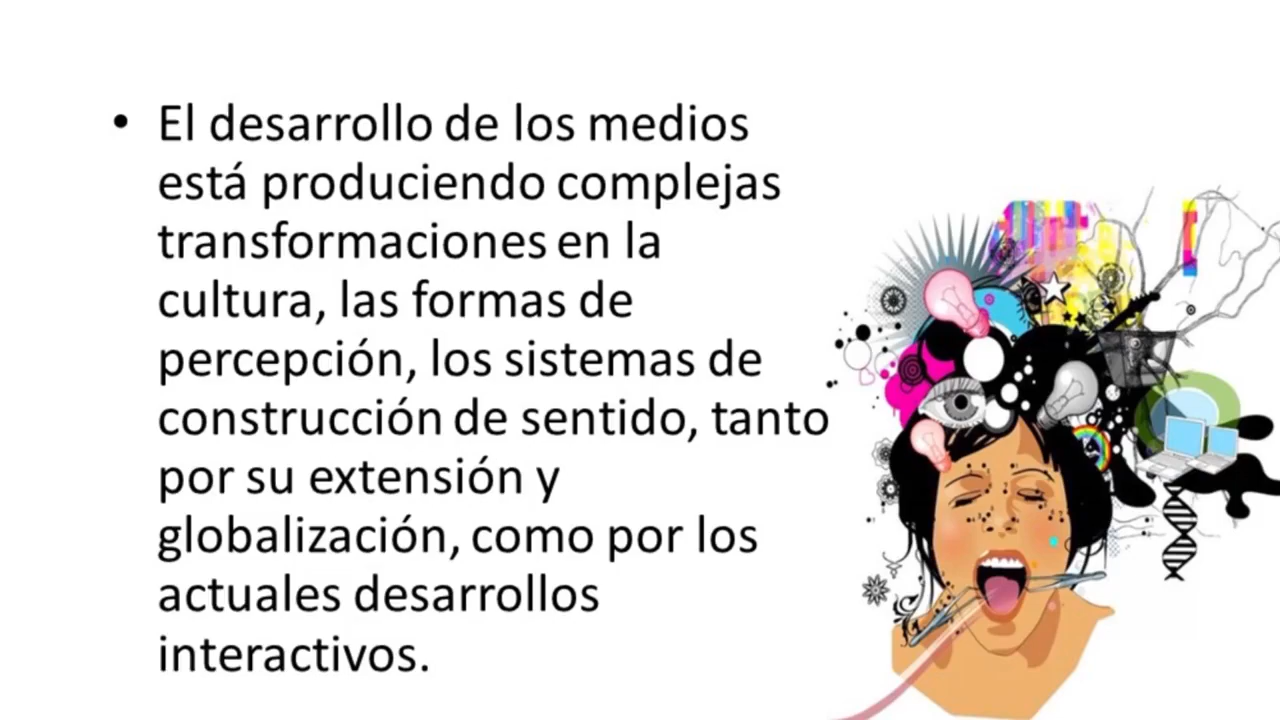 • El desarrollo de los medios
está produciendo complejas
transformaciones en la
cultura, las formas de
percepción, los sistemas de
construcción de sentido, tanto
por su extensión y
globalización, como por los
actuales desarrollos
interactivos.